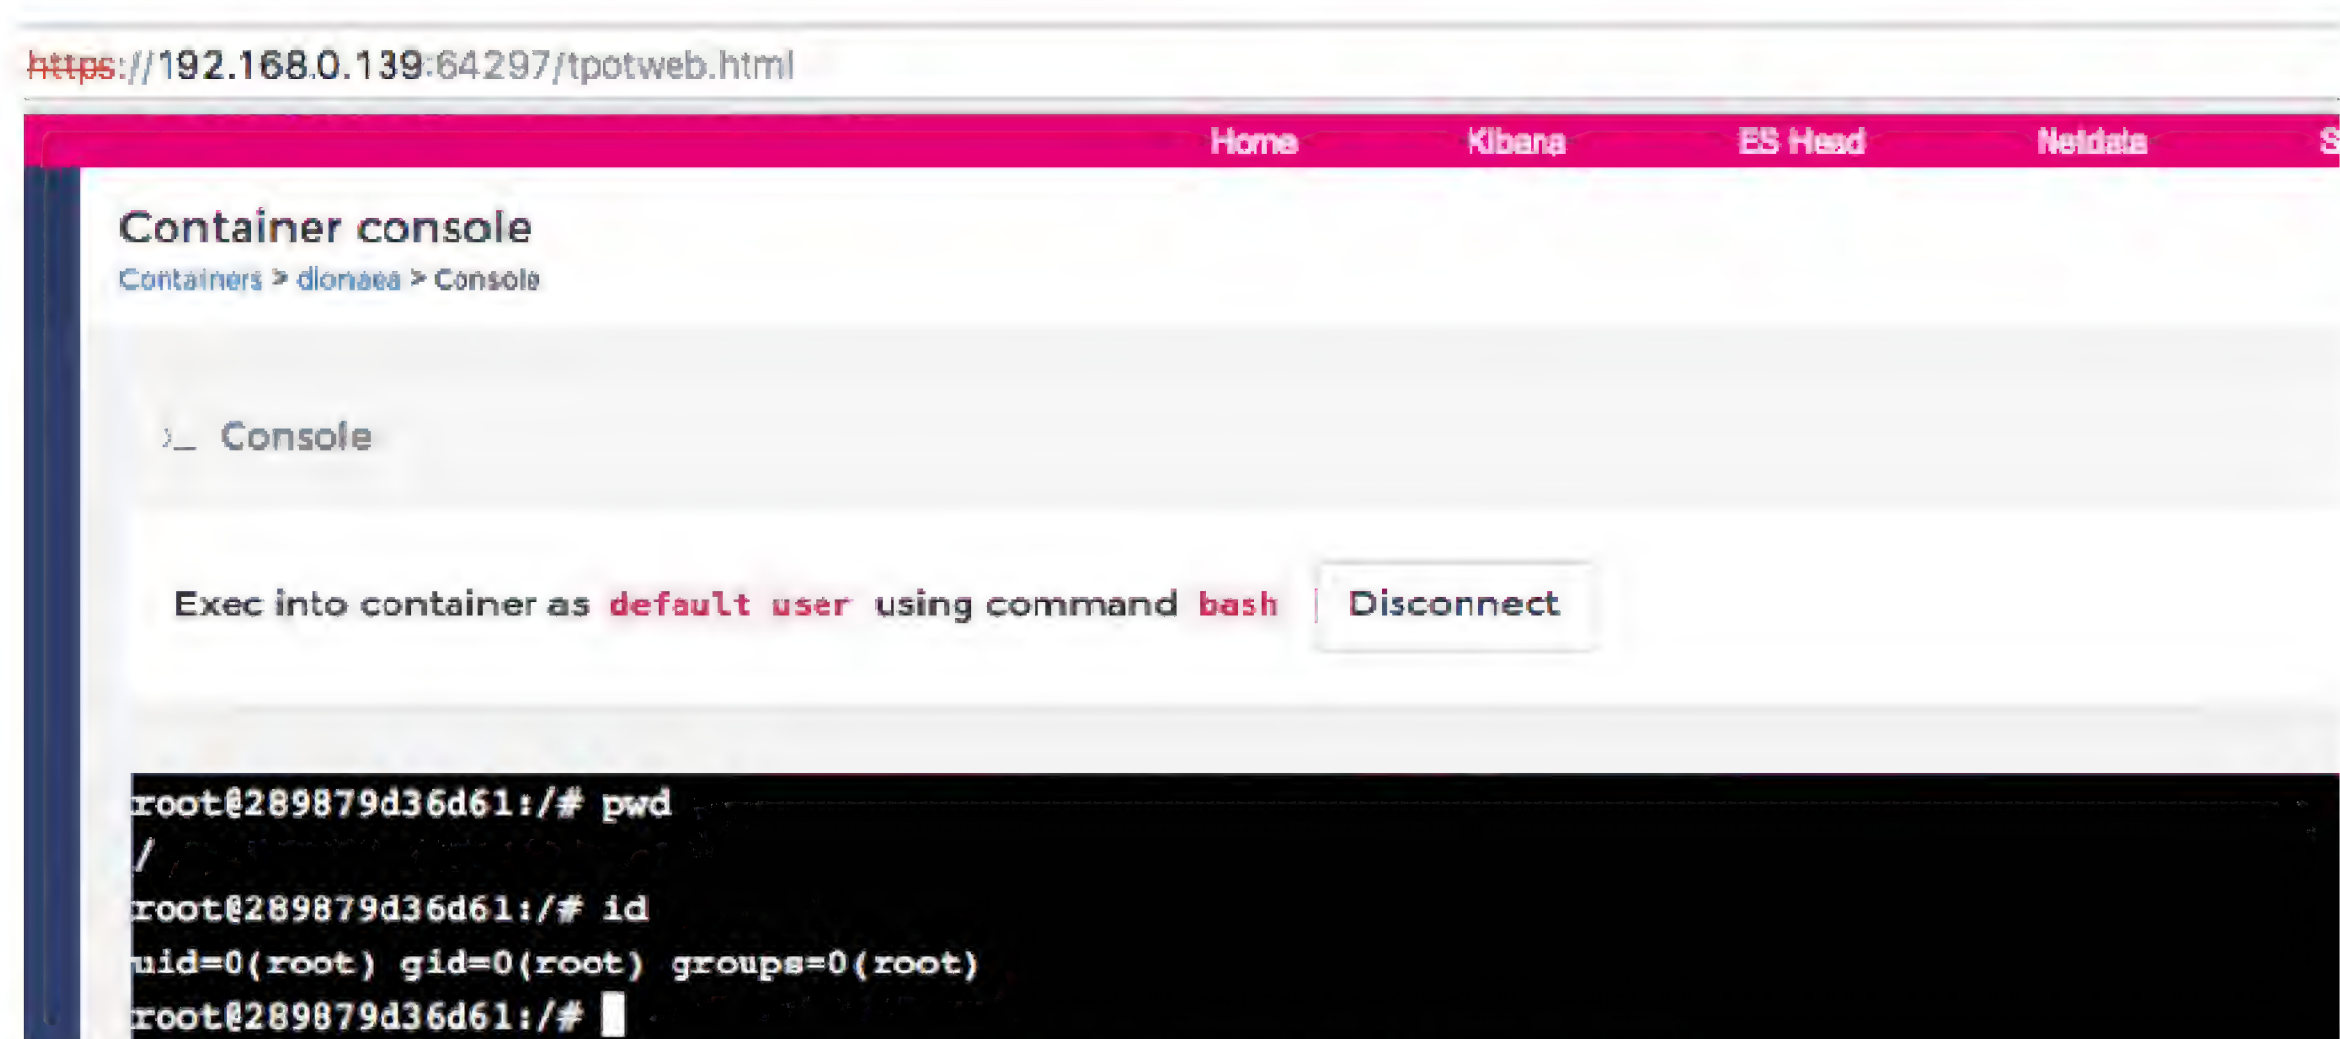 https://192.168.0.139:64297/tpotweb.html
Home Kibana ES Head Netdata S
Container console
Containers > dionaea > Console
>_ Console
Exec into container as default user using command bash Disconnect
root@289879d36d61:/# pwd
/
root@289879d36d61:/# id
uid=0(root) gid=0(root) groups=0(root)
root@289879d36d61:/#